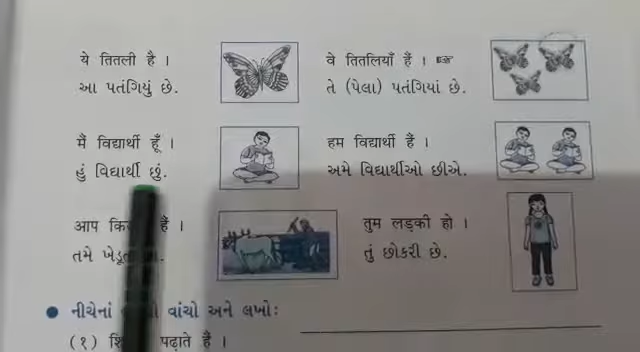 ये तितली है ।
वे तितलियाँ हैं । ☞
આ પતંગિયું છે.
તે (પેલા) પતંગિયાં છે.
मैं विद्यार्थी हूँ ।
हम विद्यार्थी हैं ।
હું વિદ્યાર્થી છું.
અમે વિદ્યાર્થીઓ છીએ.
आप हैं ।
तुम लड़की हो ।
તમે
તું છોકરી છે.
● નીચેનાં વાંચો અને લખો:
(१) पढ़ाते हैं ।